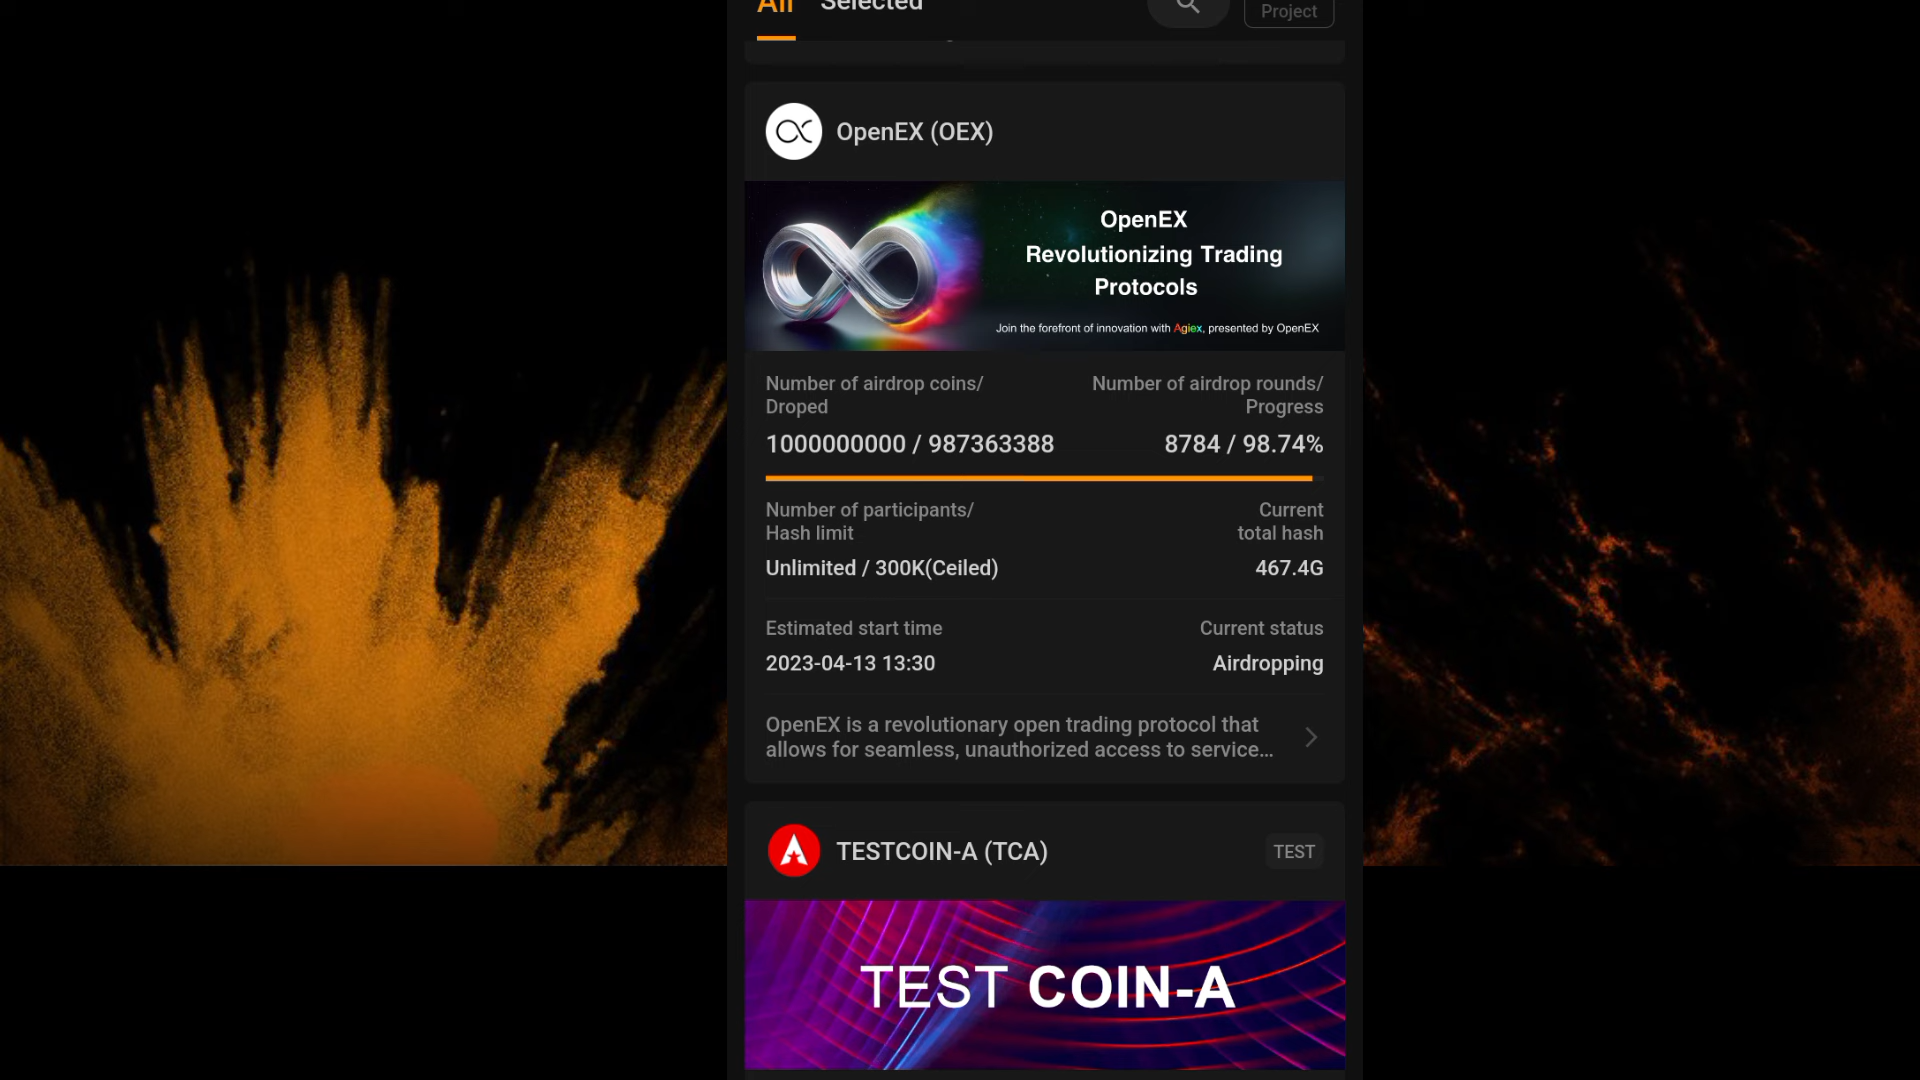 All Selected
Project
OpenEX (OEX)
OpenEX
Revolutionizing Trading
Protocols
Join the forefront of innovation with Agiex, presented by OpenEX
Number of airdrop coins/
Droped
Number of airdrop rounds/
Progress
1000000000 / 987363388
8784 / 98.74%
Number of participants/
Hash limit
Current
total hash
Unlimited / 300K(Ceiled)
467.4G
Estimated start time
Current status
2023-04-13 13:30
Airdropping
OpenEX is a revolutionary open trading protocol that
allows for seamless, unauthorized access to service...
TESTCOIN-A (TCA)
TEST
TEST COIN-A